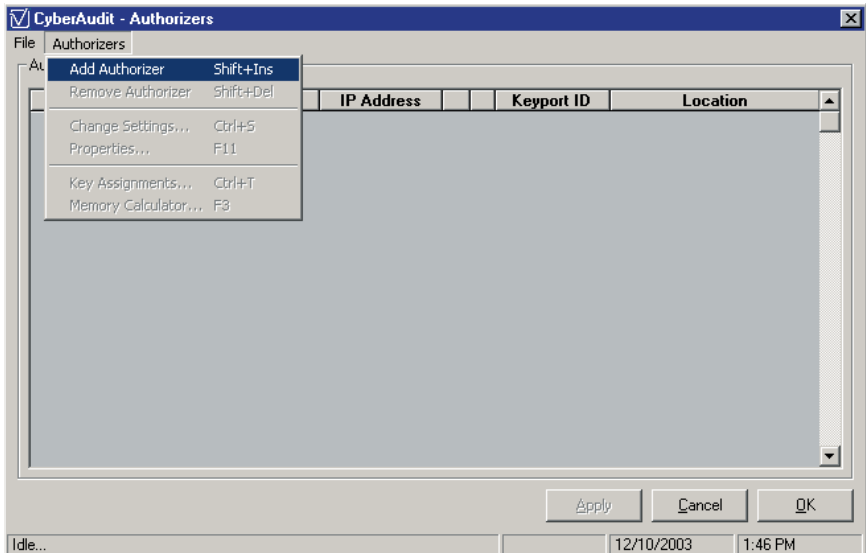 CyberAudit - Authorizers
File Authorizers
Au
Add Authorizer Shift+Ins
Remove Authorizer Shift+Del
IP Address Keyport ID Location
Change Settings... Ctrl+S
Properties... F11
Key Assignments... Ctrl+T
Memory Calculator... F3
Apply Cancel OK
Idle... 12/10/2003 1:46 PM